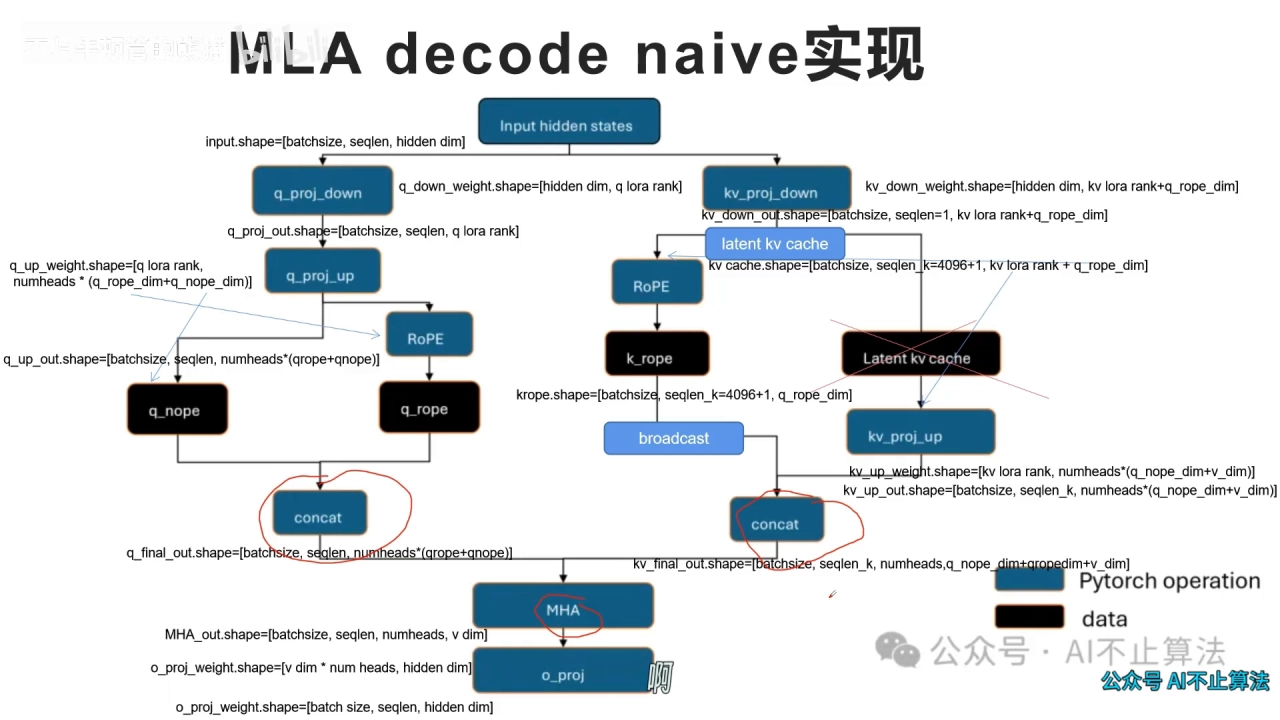 MLA decode naive实现
bilibili
Input hidden states
input.shape=[batchsize, seqlen, hidden dim]
q_proj_down
q_down_weight.shape=[hidden dim, q lora rank]
kv_proj_down
kv_down_weight.shape=[hidden dim, kv lora rank+q_rope_dim]
kv_down_out.shape=[batchsize, seqlen=1, kv lora rank+q_rope_dim]
q_proj_out.shape=[batchsize, seqlen, q lora rank]
latent kv cache
q_up_weight.shape=[q lora rank,
numheads * (q_rope_dim+q_nope_dim)]
q_proj_up
kv cache.shape=[batchsize, seqlen_k=4096+1, kv lora rank + q_rope_dim]
RoPE
RoPE
q_up_out.shape=[batchsize, seqlen, numheads*(qrope+qnope)]
k_rope
Latent kv cache
krope.shape=[batchsize, seqlen_k=4096+1, q_rope_dim]
q_nope
q_rope
broadcast
kv_proj_up
kv_up_weight.shape=[kv lora rank, numheads*(q_nope_dim+v_dim)]
kv_up_out.shape=[batchsize, seqlen_k, numheads*(q_nope_dim+v_dim)]
concat
concat
q_final_out.shape=[batchsize, seqlen, numheads*(qrope+qnope)]
kv_final_out.shape=[batchsize, seqlen_k, numheads,q_nope_dim+qropedim+v_dim]
Pytorch operation
MHA
data
MHA_out.shape=[batchsize, seqlen, numheads, v dim]
o_proj_weight.shape=[v dim * num heads, hidden dim]
o_proj
啊
公众号 · AI不止算法
公众号 AI不止算法
o_proj_weight.shape=[batch size, seqlen, hidden dim]